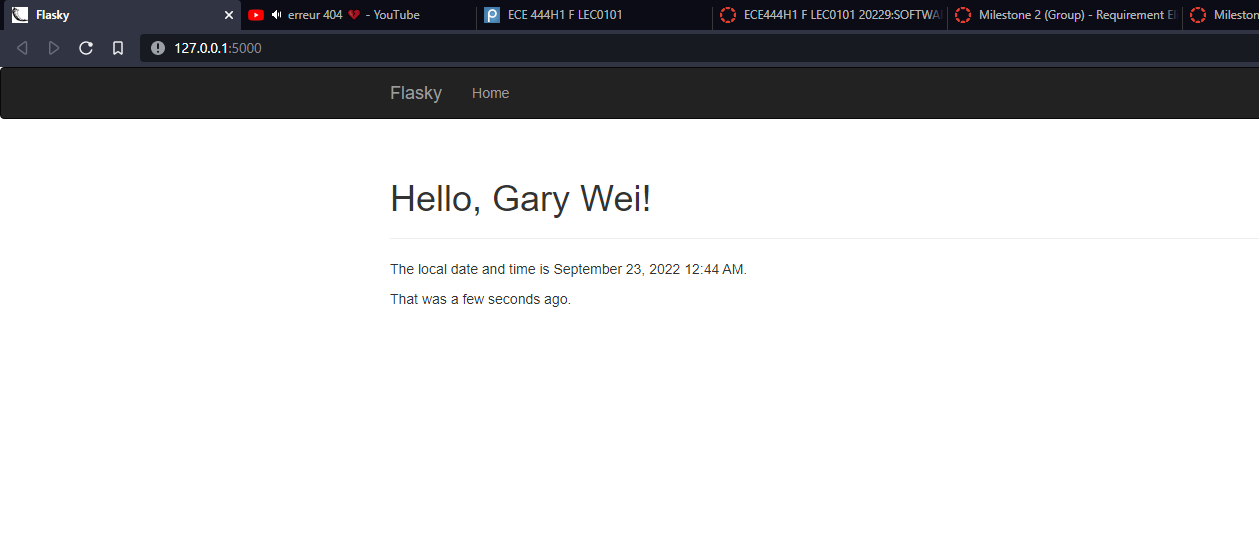 Flasky
erreur 404 💔 - YouTube
ECE 444H1 F LEC0101
ECE444H1 F LEC0101 20229:SOFTWA
Milestone 2 (Group) - Requirement El
Mileston
127.0.0.1:5000
Flasky Home
Hello, Gary Wei!
The local date and time is September 23, 2022 12:44 AM.
That was a few seconds ago.